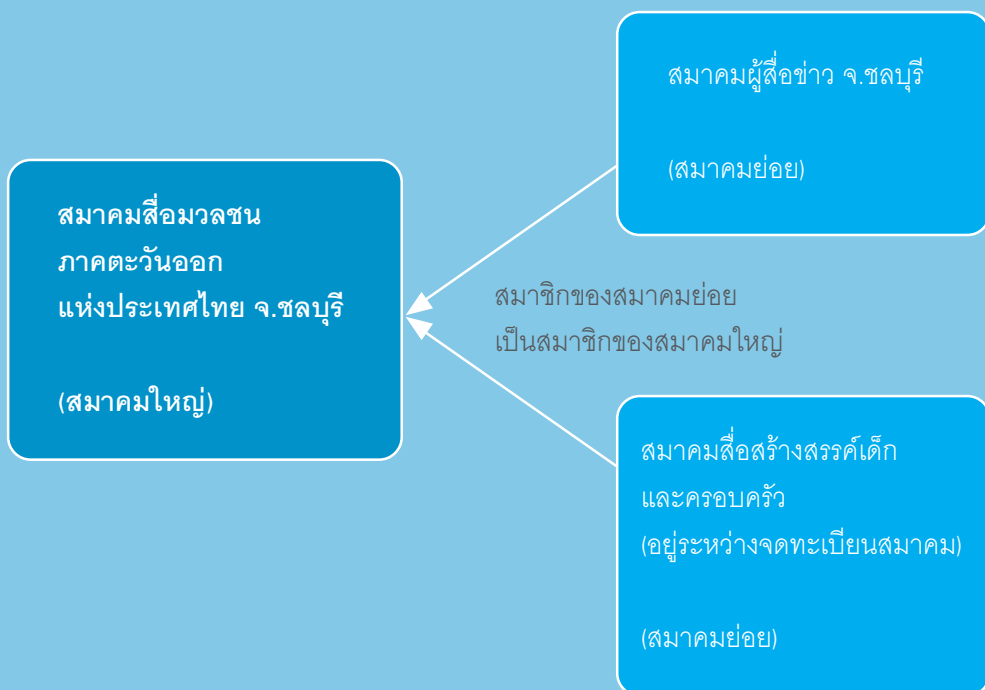 สมาคมสื่อมวลชน
ภาคตะวันออก
แห่งประเทศไทย จ.ชลบุรี
(สมาคมใหญ่)
สมาคมผู้สื่อข่าว จ.ชลบุรี
(สมาคมย่อย)
สมาชิกของสมาคมย่อย
เป็นสมาชิกของสมาคมใหญ่
สมาคมสื่อสร้างสรรค์เด็ก
และครอบครัว
(อยู่ระหว่างจดทะเบียนสมาคม)
(สมาคมย่อย)